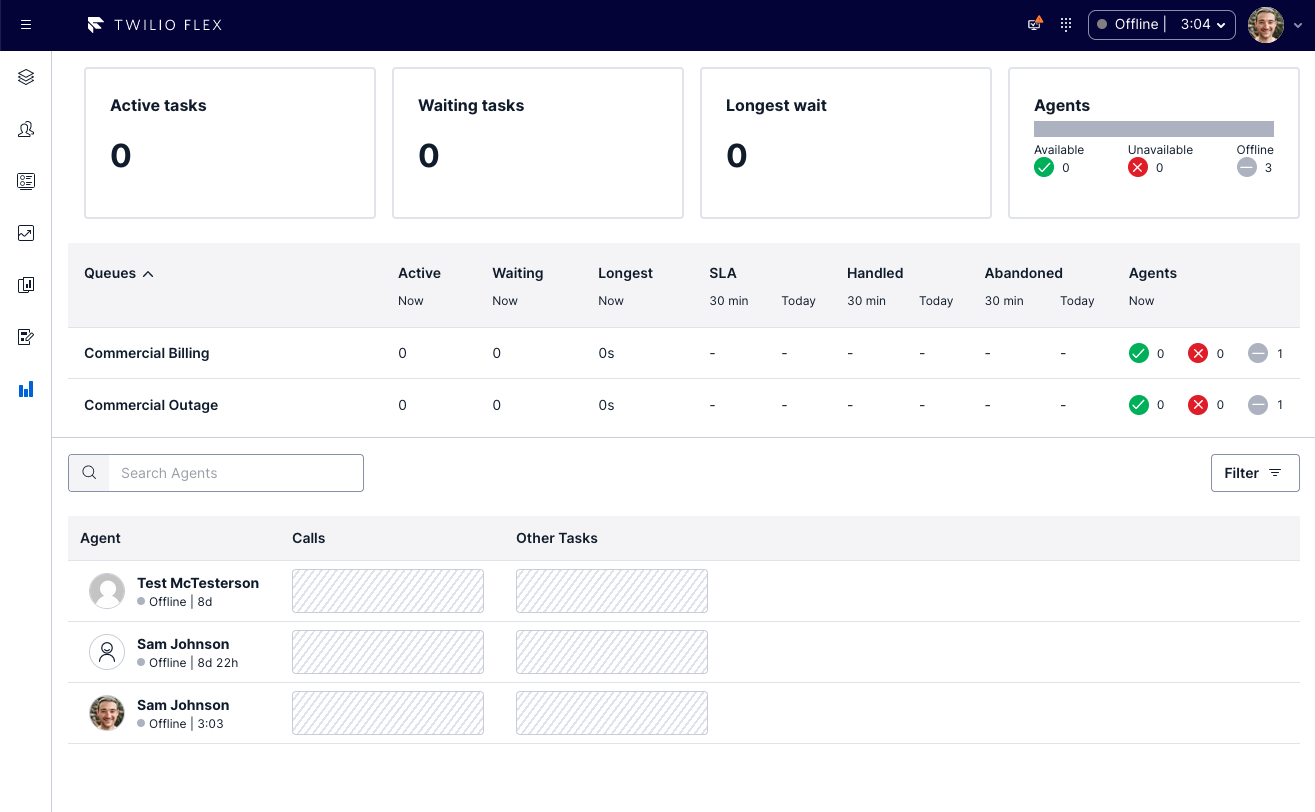 TWILIO FLEX
Offline | 3:04
Active tasks
0
Waiting tasks
0
Longest wait
0
Agents
Available Unavailable Offline
0 0 3
Queues Active Waiting Longest SLA Handled Abandoned Agents
Now Now Now 30 min Today 30 min Today 30 min Today Now
Commercial Billing 0 0 0s - - - - - - 0 0 1
Commercial Outage 0 0 0s - - - - - - 0 0 1
Search Agents
Filter
Agent Calls Other Tasks
Test McTesterson
Offline | 8d
Sam Johnson
Offline | 8d 22h
Sam Johnson
Offline | 3:03